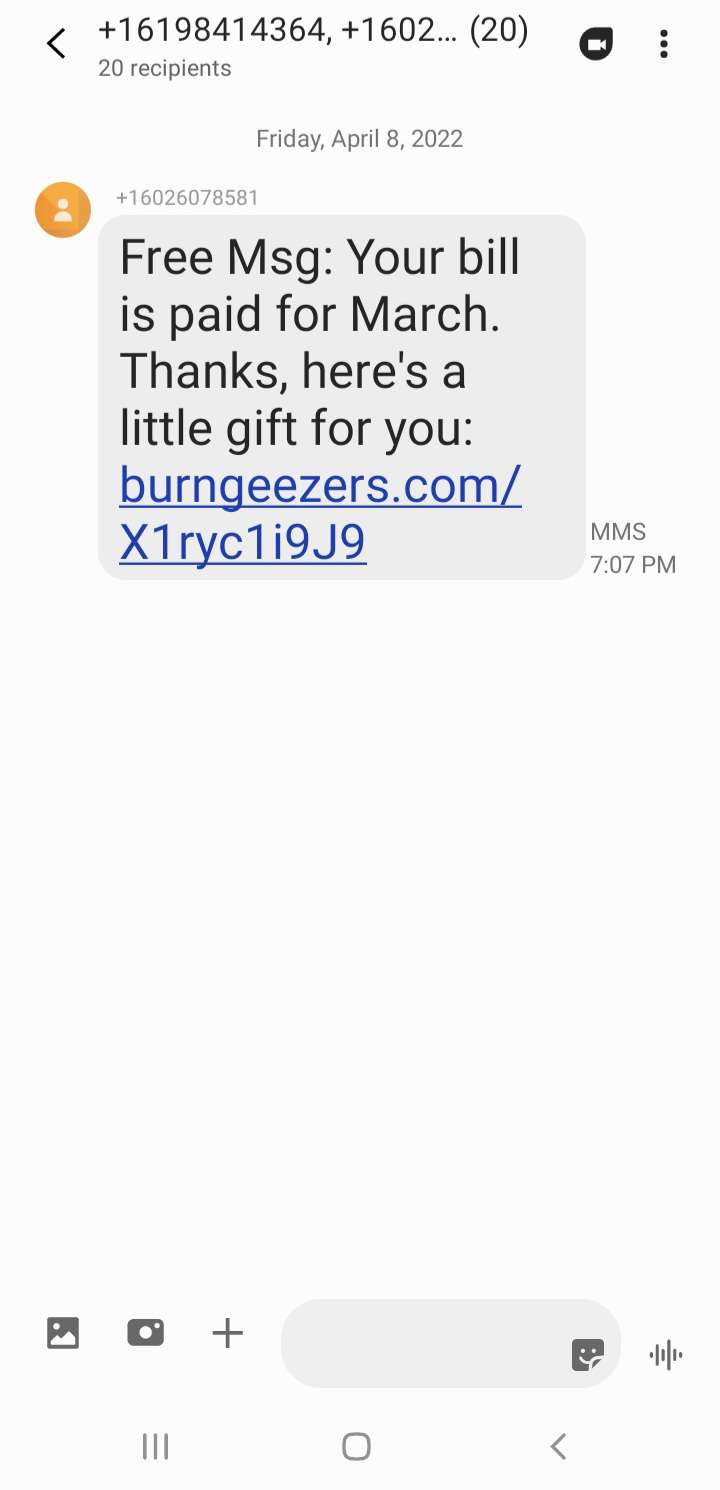 +16198414364, +1602... (20)
20 recipients
Friday, April 8, 2022
+16026078581
Free Msg: Your bill
is paid for March.
Thanks, here's a
little gift for you:
burngeezers.com/
X1ryc1i9J9
MMS
7:07 PM